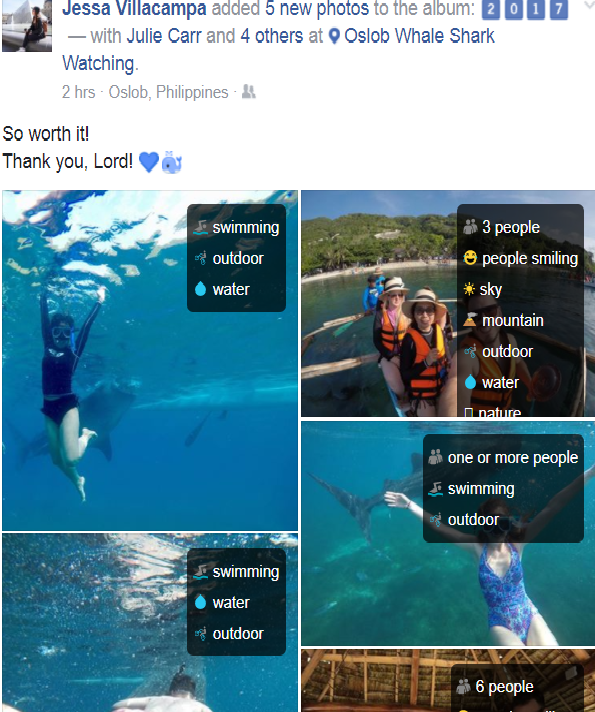 Jessa Villacampa added 5 new photos to the album: 2 0 1 7
— with Julie Carr and 4 others at Oslob Whale Shark
Watching.
2 hrs · Oslob, Philippines ·
So worth it!
Thank you, Lord!
swimming
outdoor
water
3 people
people smiling
sky
mountain
outdoor
water
nature
one or more people
swimming
outdoor
swimming
water
outdoor
6 people